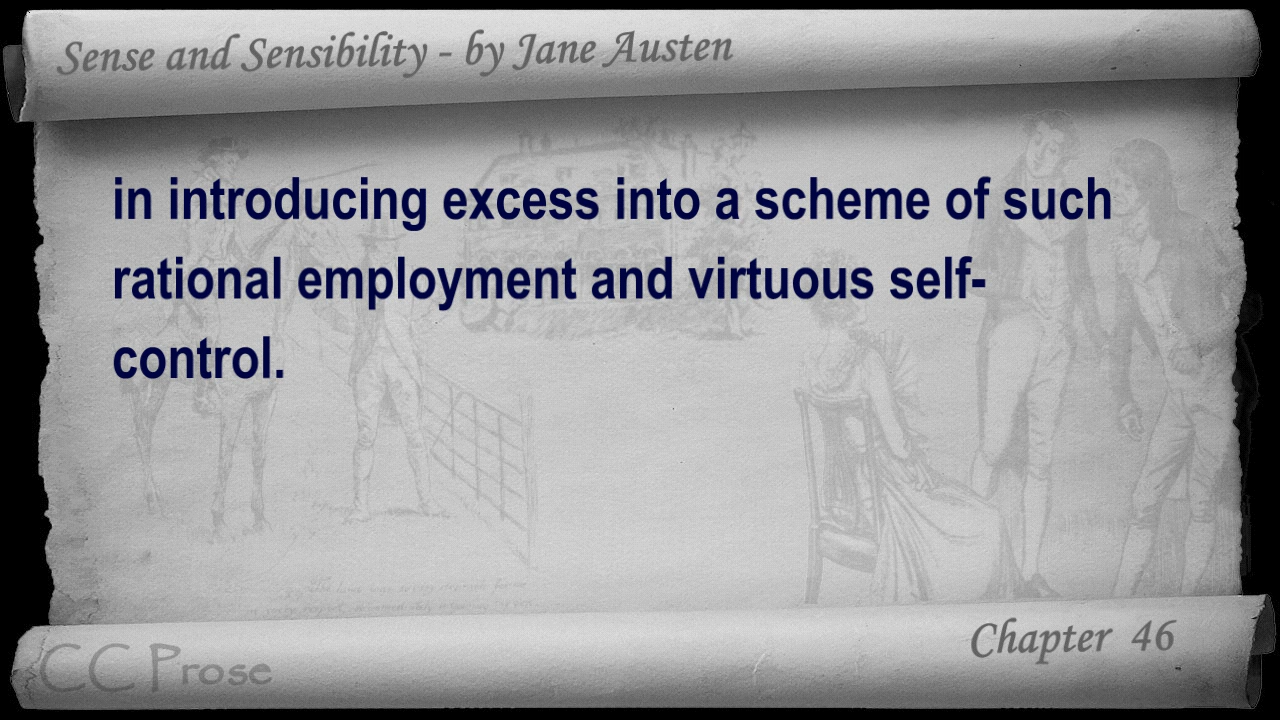 Sense and Sensibility - by Jane Austen
in introducing excess into a scheme of such
rational employment and virtuous self-
control.
Chapter 46
CC Prose